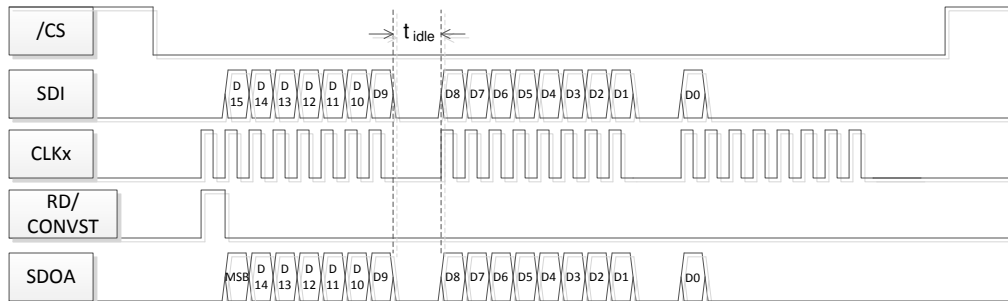 /CS
t idle
SDI
D 15 D 14 D 13 D 12 D 11 D 10 D9 D8 D7 D6 D5 D4 D3 D2 D1 D0
CLKx
RD/
CONVST
SDOA
MSB D 14 D 13 D 12 D 11 D 10 D9 D8 D7 D6 D5 D4 D3 D2 D1 D0